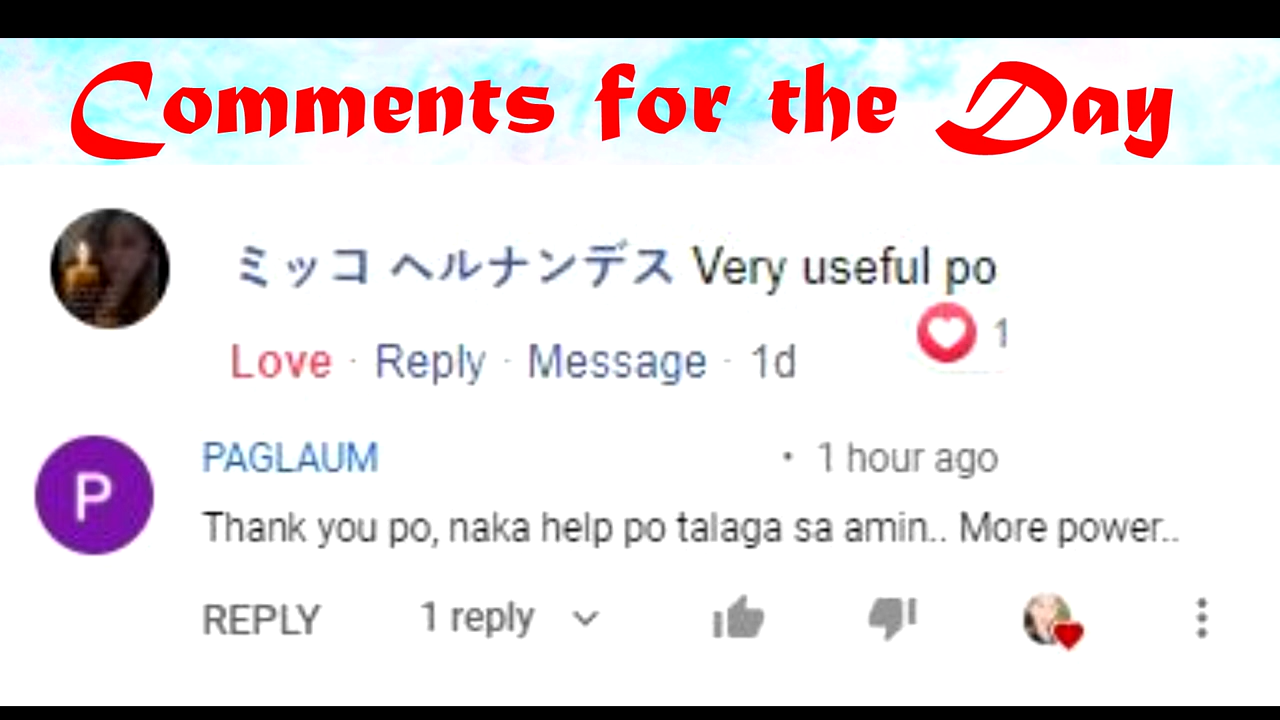 Comments for the Day
ミッコ ヘルナンデス Very useful po
1
Love · Reply · Message · 1d
PAGLAUM • 1 hour ago
P
Thank you po, naka help po talaga sa amin.. More power..
REPLY 1 reply